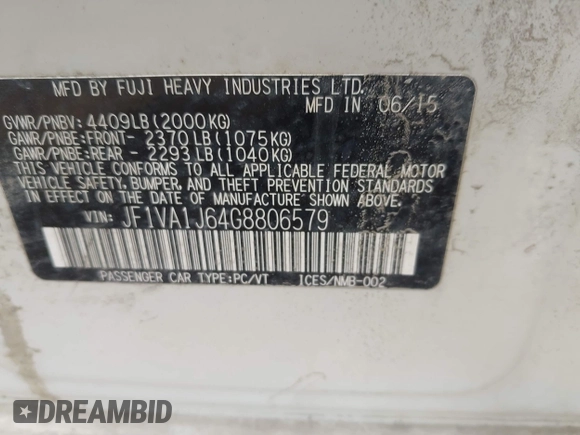 MFD BY FUJI HEAVY INDUSTRIES LTD.
MFD IN 06/15
GVWR/PNBV: 4409LB(2000KG)
GAWR/PNBE:FRONT- 2370LB(1075KG)
GAWR/PNBE:REAR - 2293LB(1040KG)
THIS VEHICLE CONFORMS TO ALL APPLICABLE FEDERAL MOTOR
VEHICLE SAFETY, BUMPER, AND THEFT PREVENTION
STANDARDS IN EFFECT ON THE DATE OF MANUFACTURE SHOWN ABOVE.
VIN: JF1VA1J64G8806579
PASSENGER CAR TYPE:PC/VT ICES/NMB-002
DREAMBID